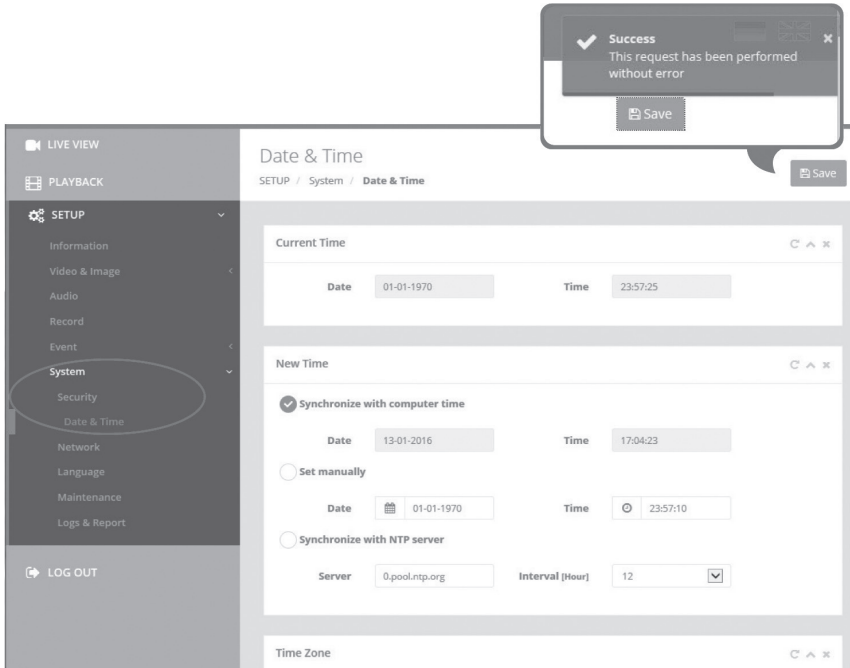 Success
This request has been performed
without error
Save
LIVE VIEW
PLAYBACK
SETUP
Information
Video & Image
Audio
Record
Event
System
Security
Date & Time
Network
Language
Maintenance
Logs & Report
LOG OUT
Date & Time
SETUP / System / Date & Time
Save
Current Time
Date 01-01-1970 Time 23:57:25
New Time
Synchronize with computer time
Date 13-01-2016 Time 17:04:23
Set manually
Date 01-01-1970 Time 23:57:10
Synchronize with NTP server
Server 0.pool.ntp.org Interval [Hour] 12
Time Zone